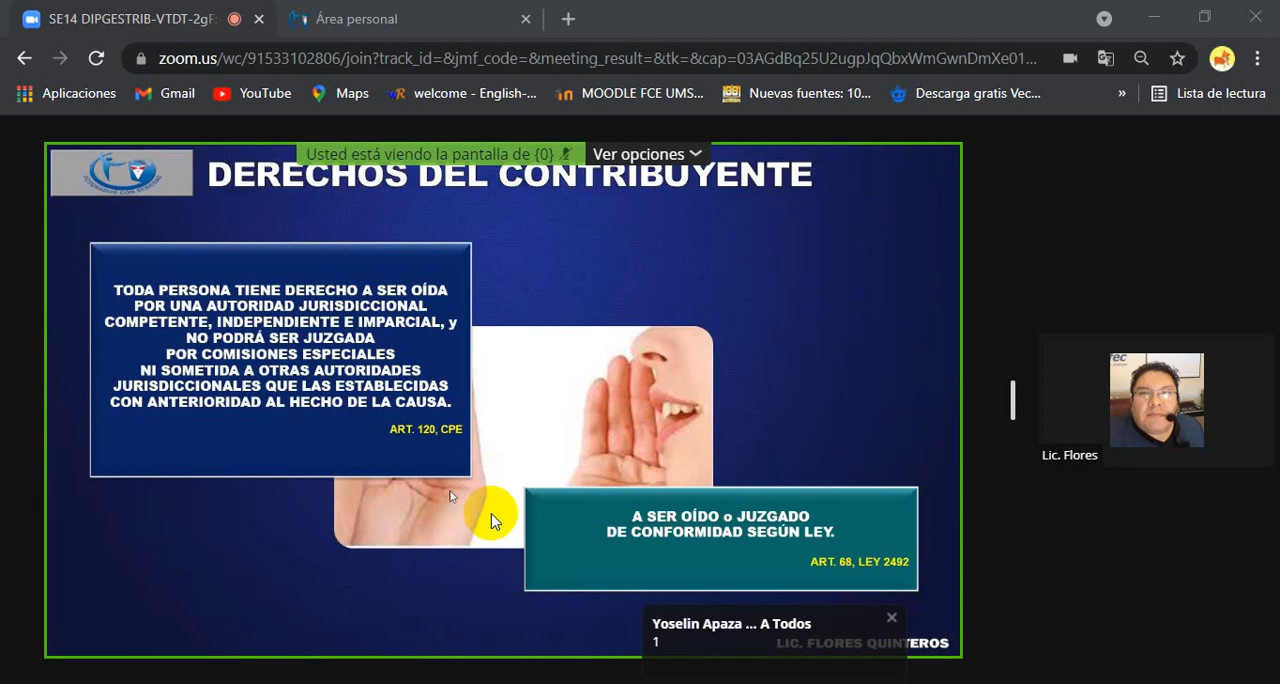 SE14 DIPGESTRIB-VTDT-2gF
Área personal
zoom.us/wc/91533102806/join?track_id=&jmf_code=&meeting_result=&tk=&cap=03AGdBq25U2ugpJqQbxWmGwnDmXe01...
Aplicaciones
Gmail
YouTube
Maps
welcome - English-...
MOODLE FCE UMS...
Nuevas fuentes: 10...
Descarga gratis Vec...
»
Lista de lectura
Usted está viendo la pantalla de {0}
Ver opciones
DERECHOS DEL CONTRIBUYENTE
TODA PERSONA TIENE DERECHO A SER OÍDA
POR UNA AUTORIDAD JURISDICCIONAL
COMPETENTE, INDEPENDIENTE E IMPARCIAL, y
NO PODRÁ SER JUZGADA
POR COMISIONES ESPECIALES
NI SOMETIDA A OTRAS AUTORIDADES
JURISDICCIONALES QUE LAS ESTABLECIDAS
CON ANTERIORIDAD AL HECHO DE LA CAUSA.
ART. 120, CPE
A SER OÍDO o JUZGADO
DE CONFORMIDAD SEGÚN LEY.
ART. 68, LEY 2492
Lic. Flores
Yoselin Apaza ... A Todos
1
LIC. FLORES QUINTEROS